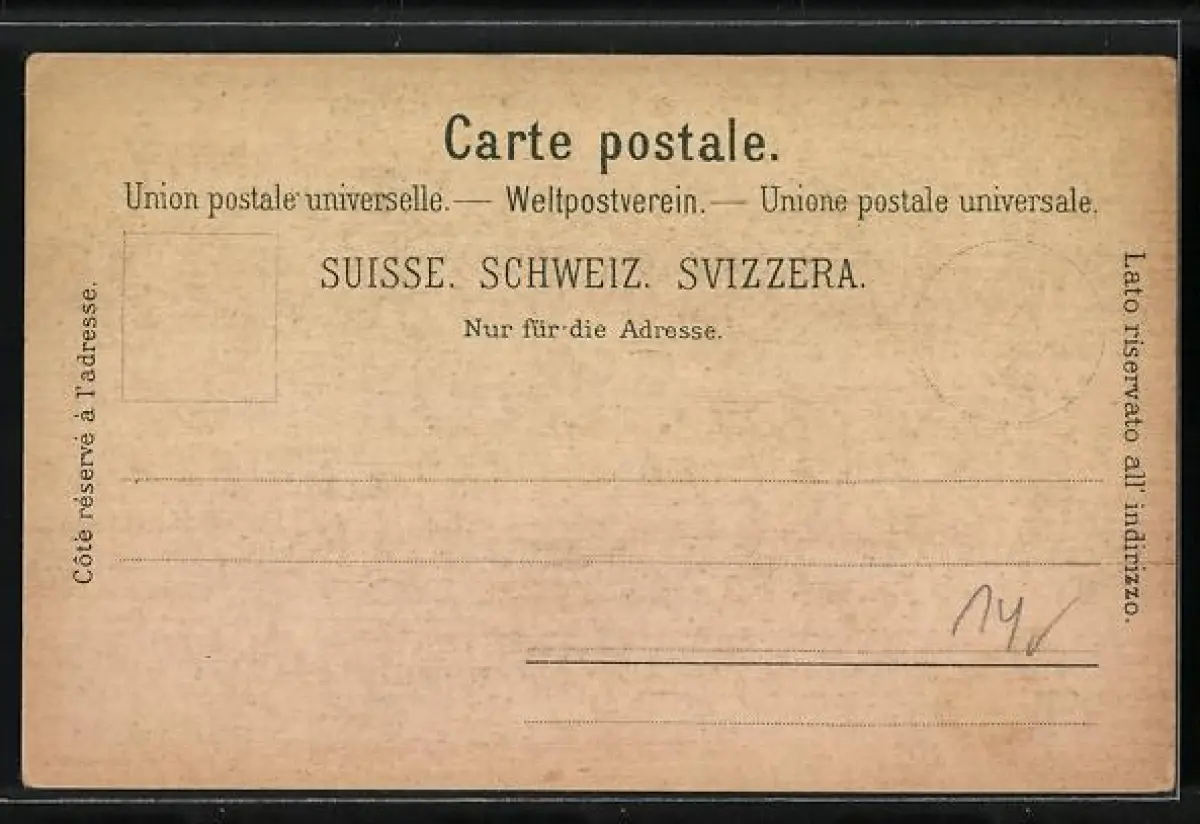 Carte postale.
Union postale universelle. — Weltpostverein. — Unione postale universale.
SUISSE. SCHWEIZ. SVIZZERA.
Nur für die Adresse.
Côté réservé à l'adresse.
Lato riservato all' indirizzo.
14